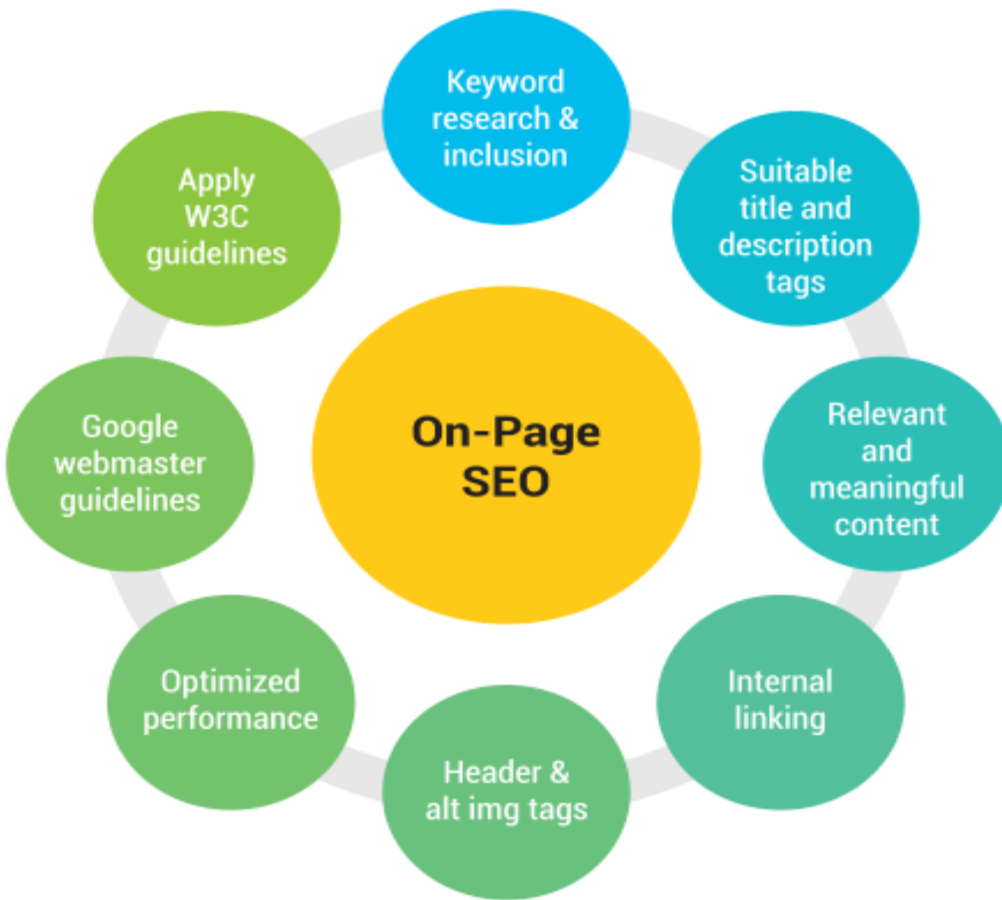 Keyword
research &
inclusion
Suitable
title and
description
tags
Relevant
and
meaningful
content
Internal
linking
Header &
alt img tags
Optimized
performance
Google
webmaster
guidelines
Apply
W3C
guidelines
On-Page
SEO